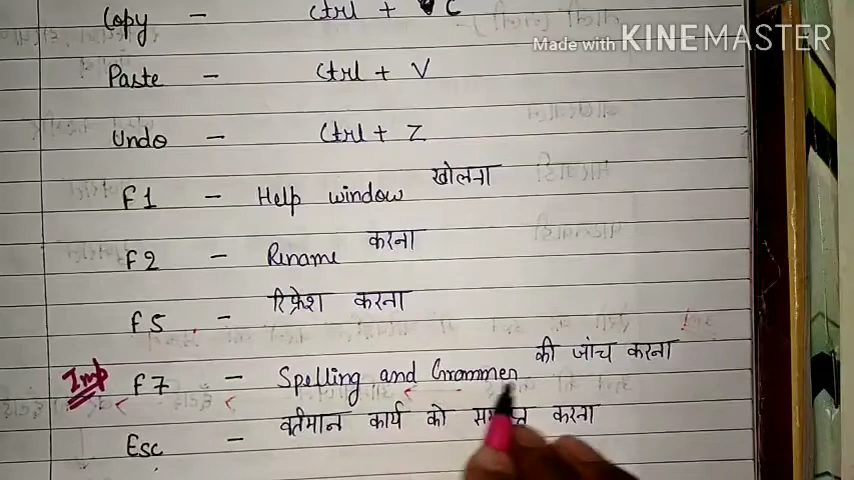 Copy - Ctrl + C
Made with KINEMASTER
Paste - Ctrl + V
Undo - Ctrl + Z
F1 - Help window खोलना
F2 - Rename करना
F5 - रिफ्रेश करना
Imp F7 - Spelling and Grammer की जांच करना
Esc - वर्तमान कार्य को समाप्त करना